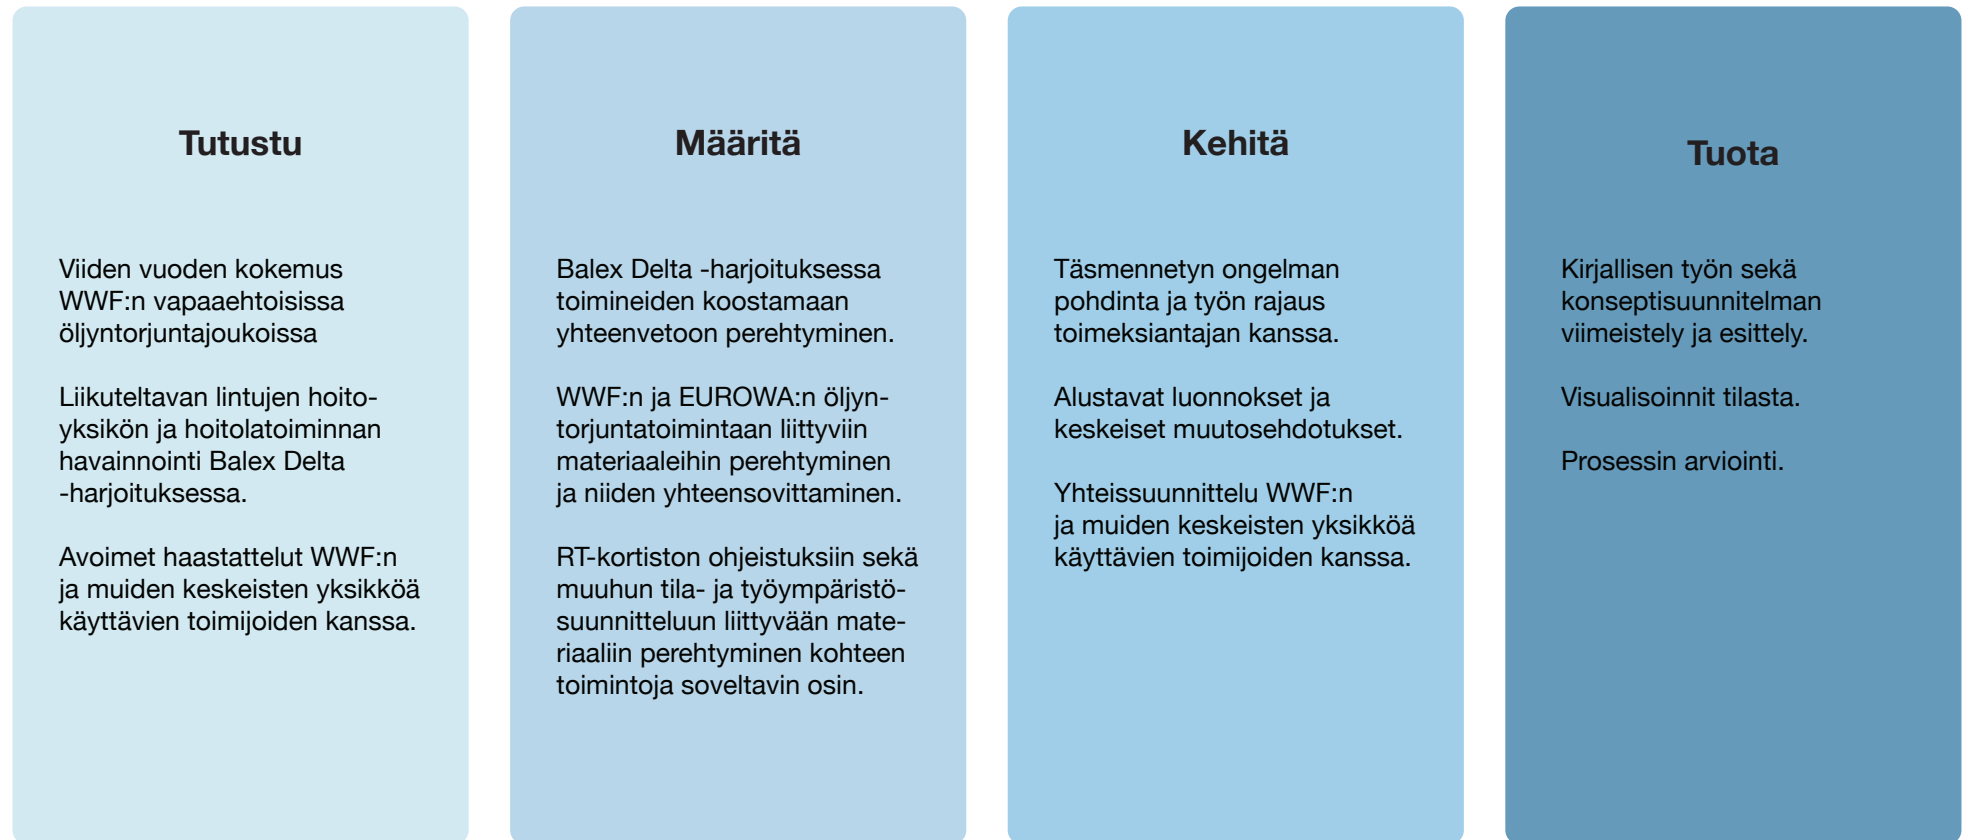 Tutustu
Viiden vuoden kokemus
WWF:n vapaaehtoisissa
öljyntorjuntajoukoissa
Liikuteltavan lintujen hoito-
yksikön ja hoitolatoiminnan
havainnointi Balex Delta
-harjoituksessa.
Avoimet haastattelut WWF:n
ja muiden keskeisten yksikköä
käyttävien toimijoiden kanssa.
Määritä
Balex Delta -harjoituksessa
toimineiden koostamaan
yhteenvetoon perehtyminen.
WWF:n ja EUROWA:n öljyn-
torjuntatoimintaan liittyviin
materiaaleihin perehtyminen
ja niiden yhteensovittaminen.
RT-kortiston ohjeistuksiin sekä
muuhun tila- ja työympäristö-
suunnitteluun liittyvään mate-
riaaliin perehtyminen kohteen
toimintoja soveltavin osin.
Kehitä
Täsmennetyn ongelman
pohdinta ja työn rajaus
toimeksiantajan kanssa.
Alustavat luonnokset ja
keskeiset muutosehdotukset.
Yhteissuunnittelu WWF:n
ja muiden keskeisten yksikköä
käyttävien toimijoiden kanssa.
Tuota
Kirjallisen työn sekä
konseptisuunnitelman
viimeistely ja esittely.
Visualisoinnit tilasta.
Prosessin arviointi.